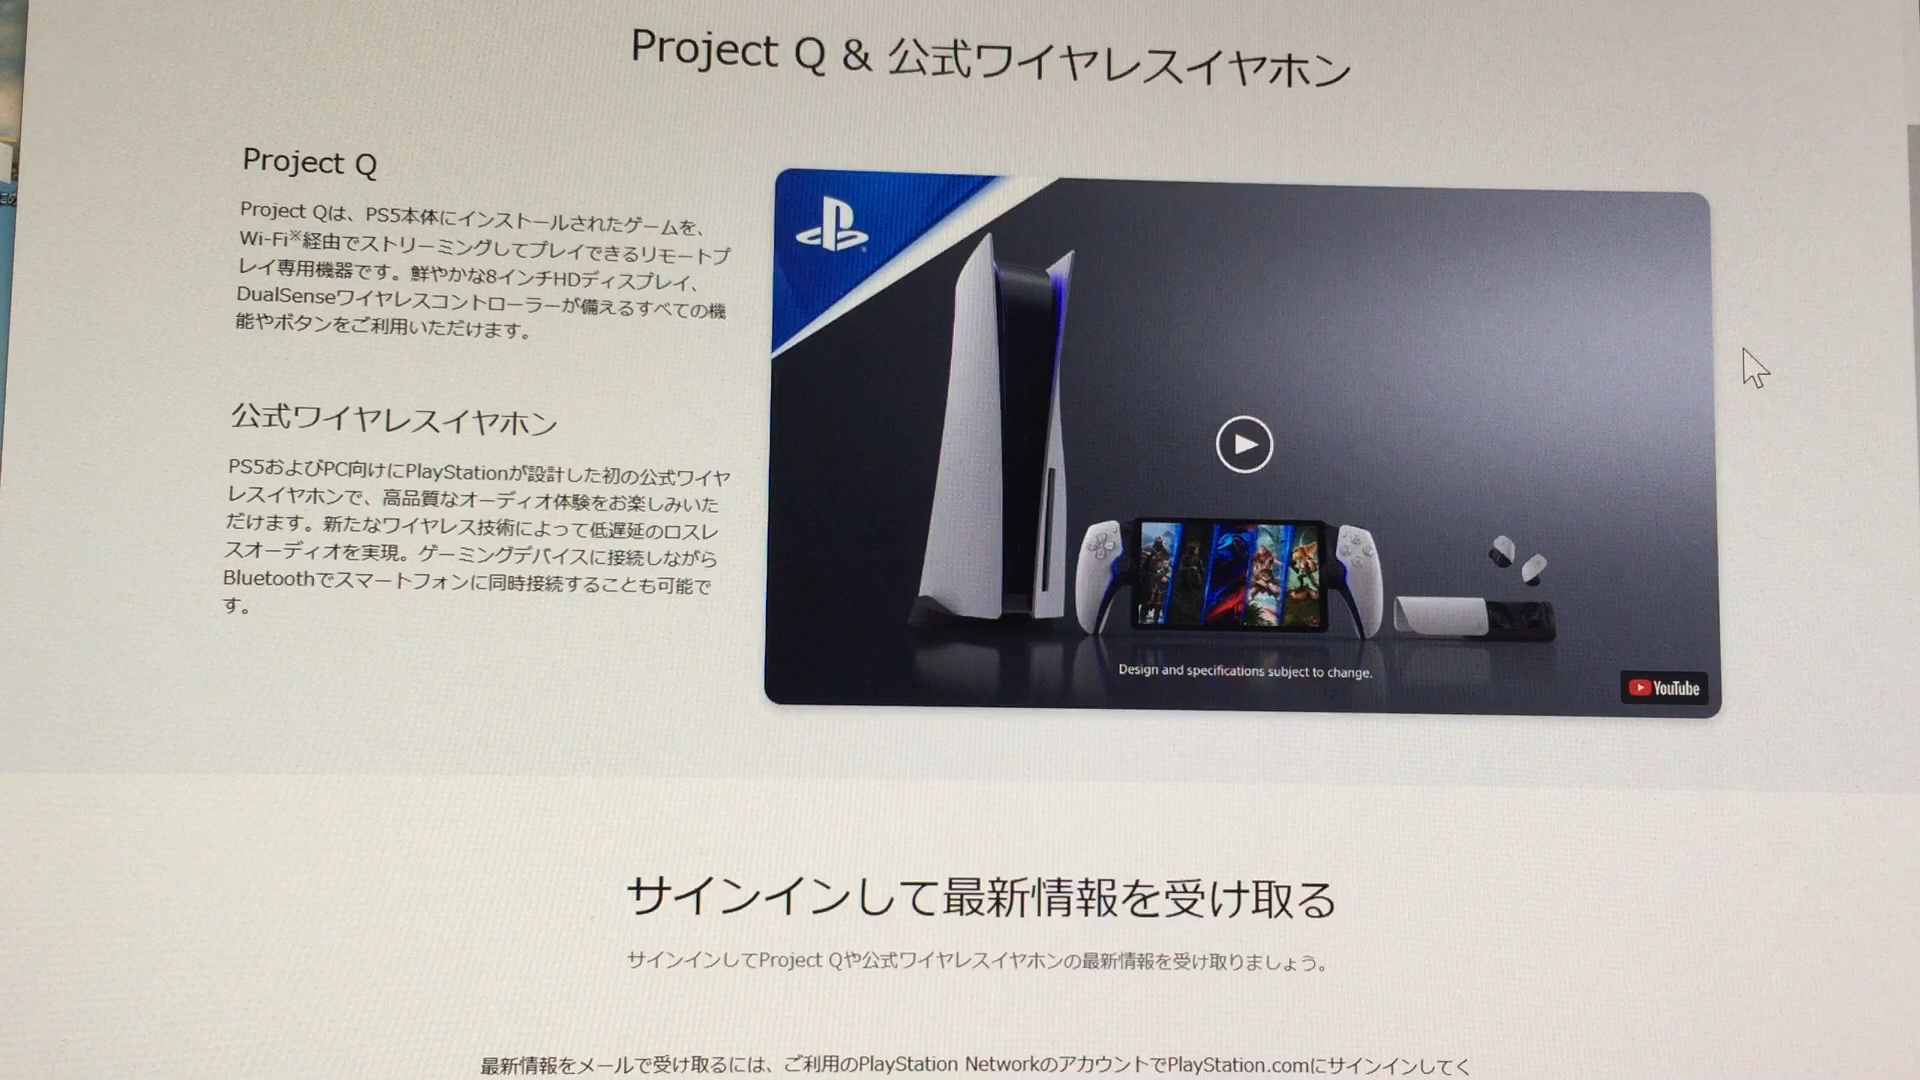 Project Q & 公式ワイヤレスイヤホン
Project Q
Project Qは、PS5本体にインストールされたゲームを、
Wi-Fi※経由でストリーミングしてプレイできるリモートプ
レイ専用機器です。鮮やかな8インチHDディスプレイ、
DualSenseワイヤレスコントローラーが備えるすべての機
能やボタンをご利用いただけます。
公式ワイヤレスイヤホン
PS5およびPC向けにPlayStationが設計した初の公式ワイヤ
レスイヤホンで、高品質なオーディオ体験をお楽しみいた
だけます。新たなワイヤレス技術によって低遅延のロスレ
スオーディオを実現。ゲーミングデバイスに接続しながら
Bluetoothでスマートフォンに同時接続することも可能で
す。
Design and specifications subject to change.
YouTube
サインインして最新情報を受け取る
サインインしてProject Qや公式ワイヤレスイヤホンの最新情報を受け取りましょう。
最新情報をメールで受け取るには、ご利用のPlayStation NetworkのアカウントでPlayStation.comにサインインしてく